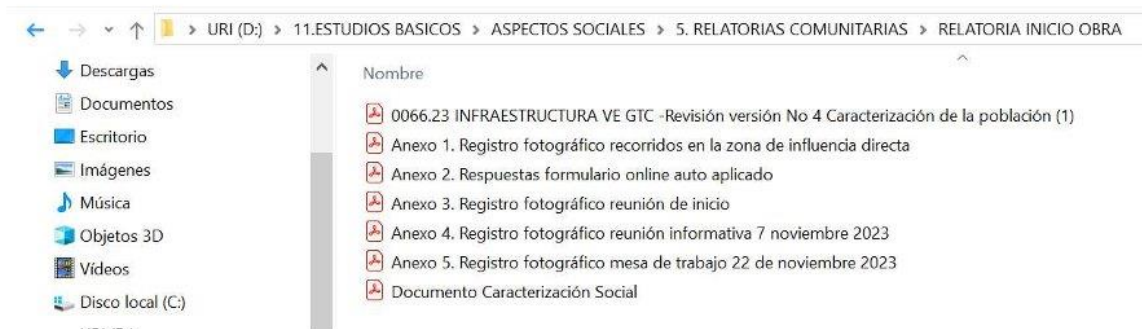 URI (D:) > 11.ESTUDIOS BASICOS > ASPECTOS SOCIALES > 5. RELATORIAS COMUNITARIAS > RELATORIA INICIO OBRA
Descargas
Documentos
Escritorio
Imágenes
Música
Objetos 3D
Vídeos
Disco local (C:)
Nombre
0066.23 INFRAESTRUCTURA VE GTC -Revisión versión No 4 Caracterización de la población (1)
Anexo 1. Registro fotográfico recorridos en la zona de influencia directa
Anexo 2. Respuestas formulario online auto aplicado
Anexo 3. Registro fotográfico reunión de inicio
Anexo 4. Registro fotográfico reunión informativa 7 noviembre 2023
Anexo 5. Registro fotográfico mesa de trabajo 22 de noviembre 2023
Documento Caracterización Social